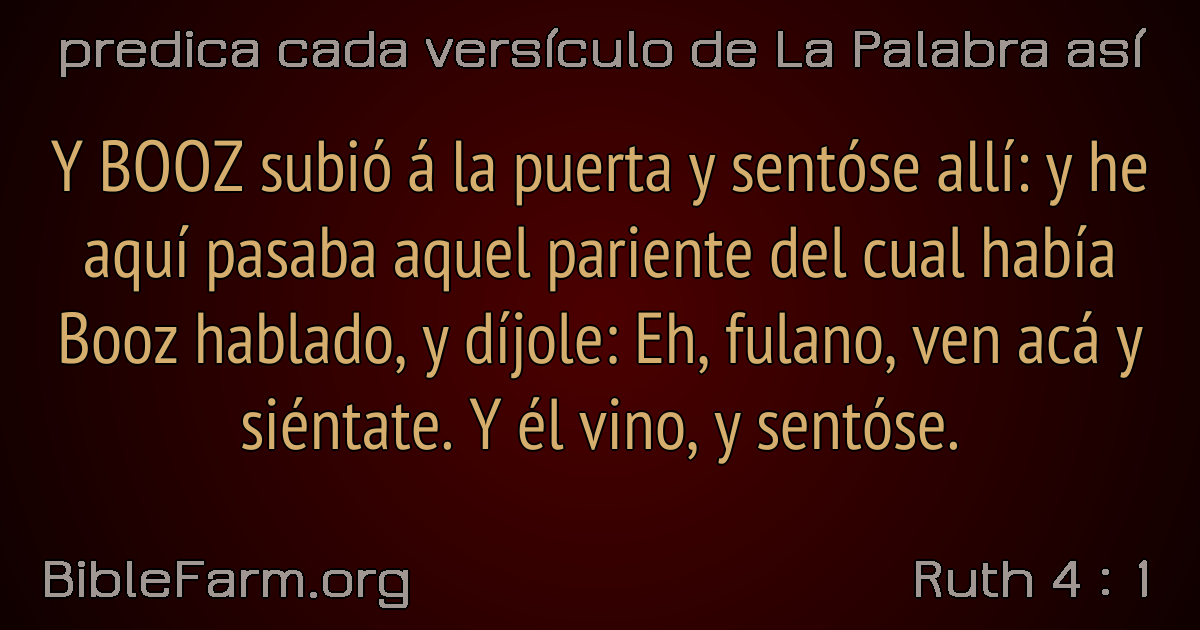 predica cada versículo de La Palabra así
Y BOOZ subió á la puerta y sentóse allí: y he
aquí pasaba aquel pariente del cual había
Booz hablado, y díjole: Eh, fulano, ven acá y
siéntate. Y él vino, y sentóse.
BibleFarm.org
Ruth 4 : 1